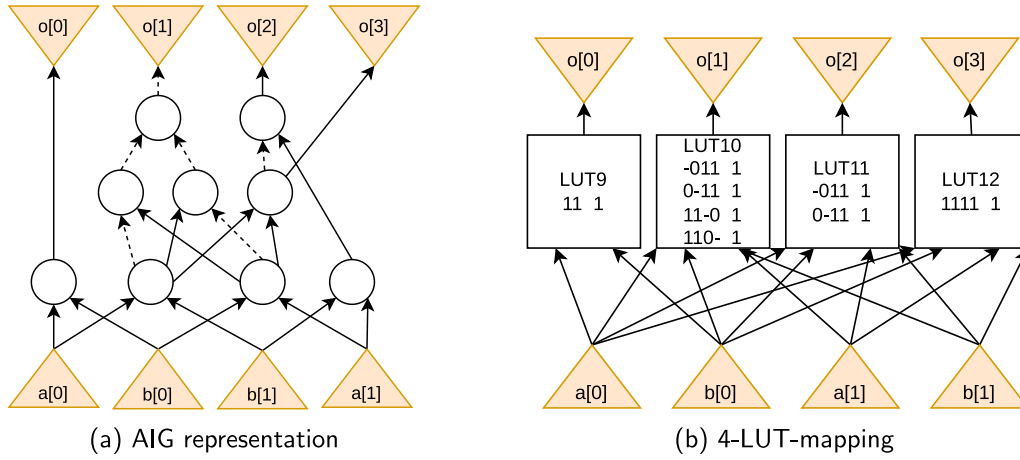 o[0] o[1] o[2] o[3]
a[0] b[0] b[1] a[1]
(a) AIG representation
o[0] o[1] o[2] o[3]
LUT9
11 1
LUT10
-011 1
0-11 1
11-0 1
110- 1
LUT11
-011 1
0-11 1
LUT12
1111 1
a[0] b[0] a[1] b[1]
(b) 4-LUT-mapping